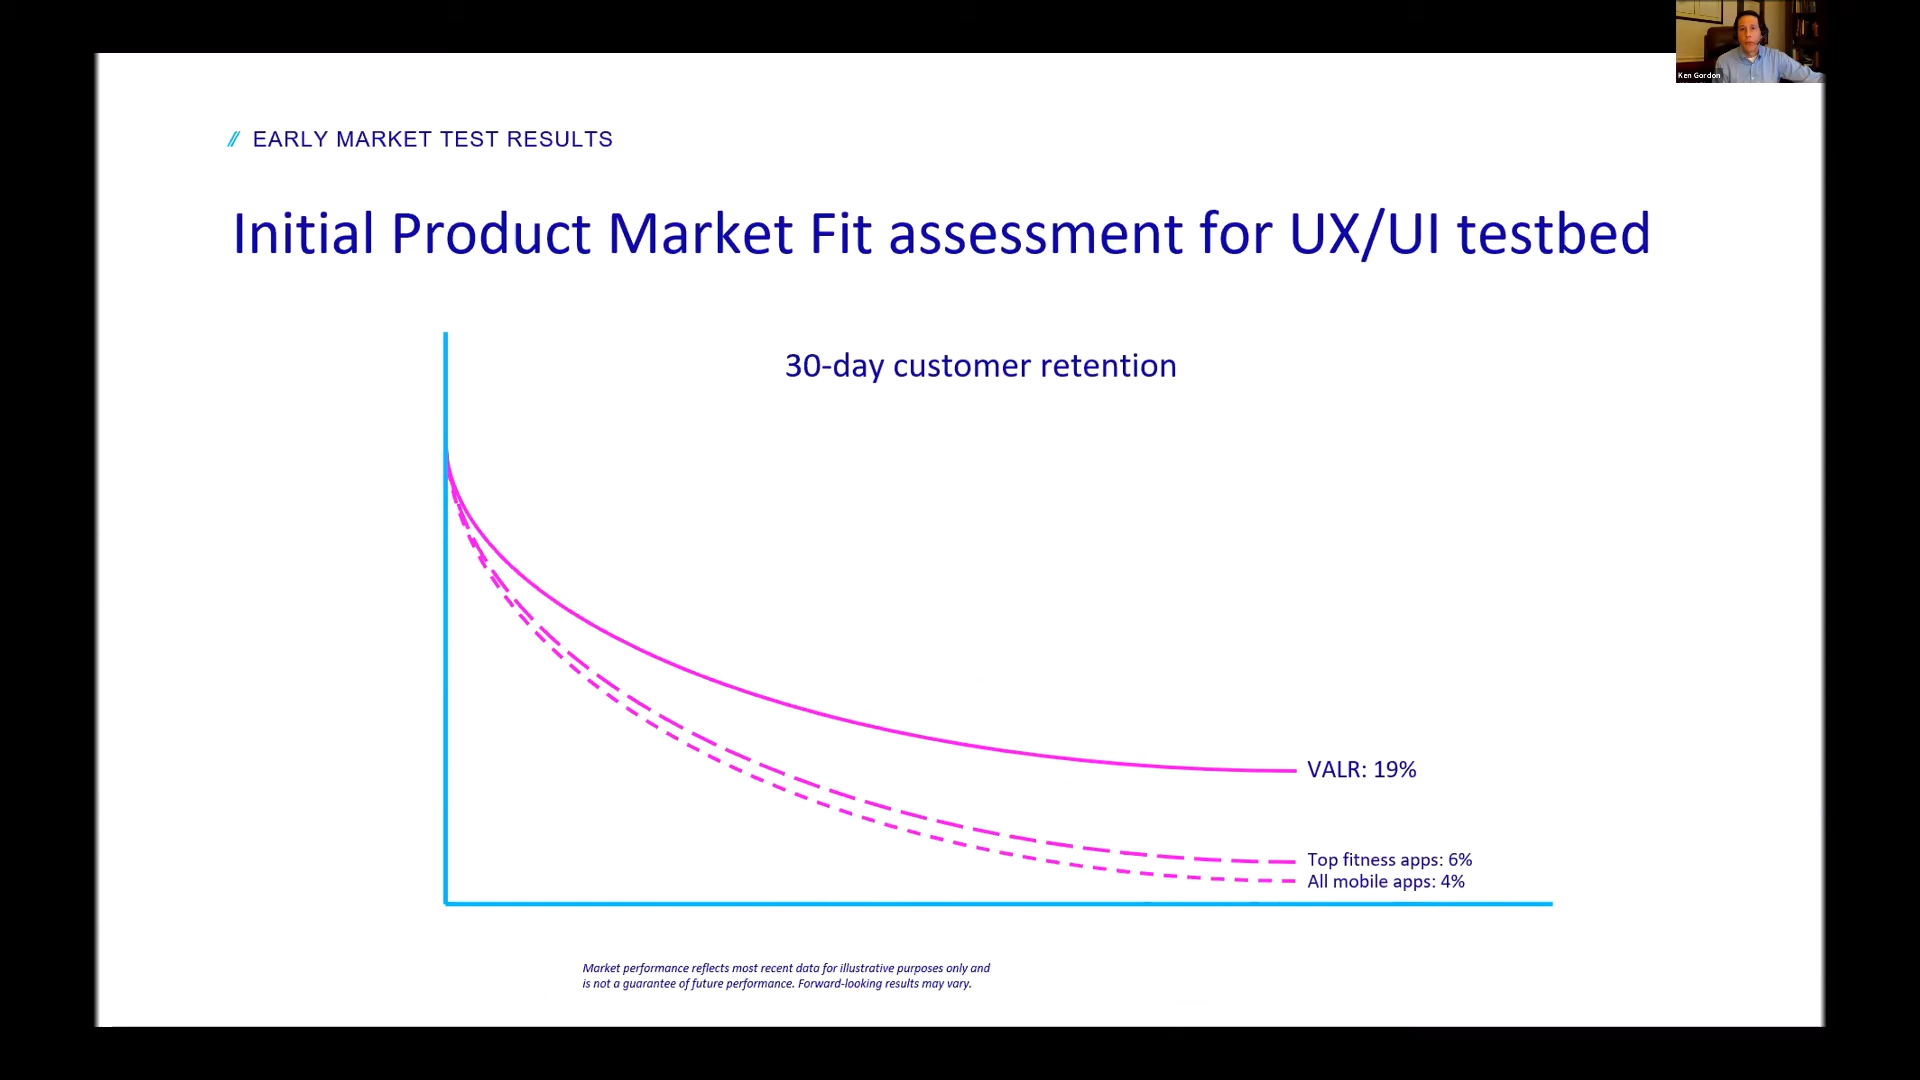 Ken Gordon
// EARLY MARKET TEST RESULTS
Initial Product Market Fit assessment for UX/UI testbed
30-day customer retention
VALR: 19%
Top fitness apps: 6%
All mobile apps: 4%
Market performance reflects most recent data for illustrative purposes only and
is not a guarantee of future performance. Forward-looking results may vary.